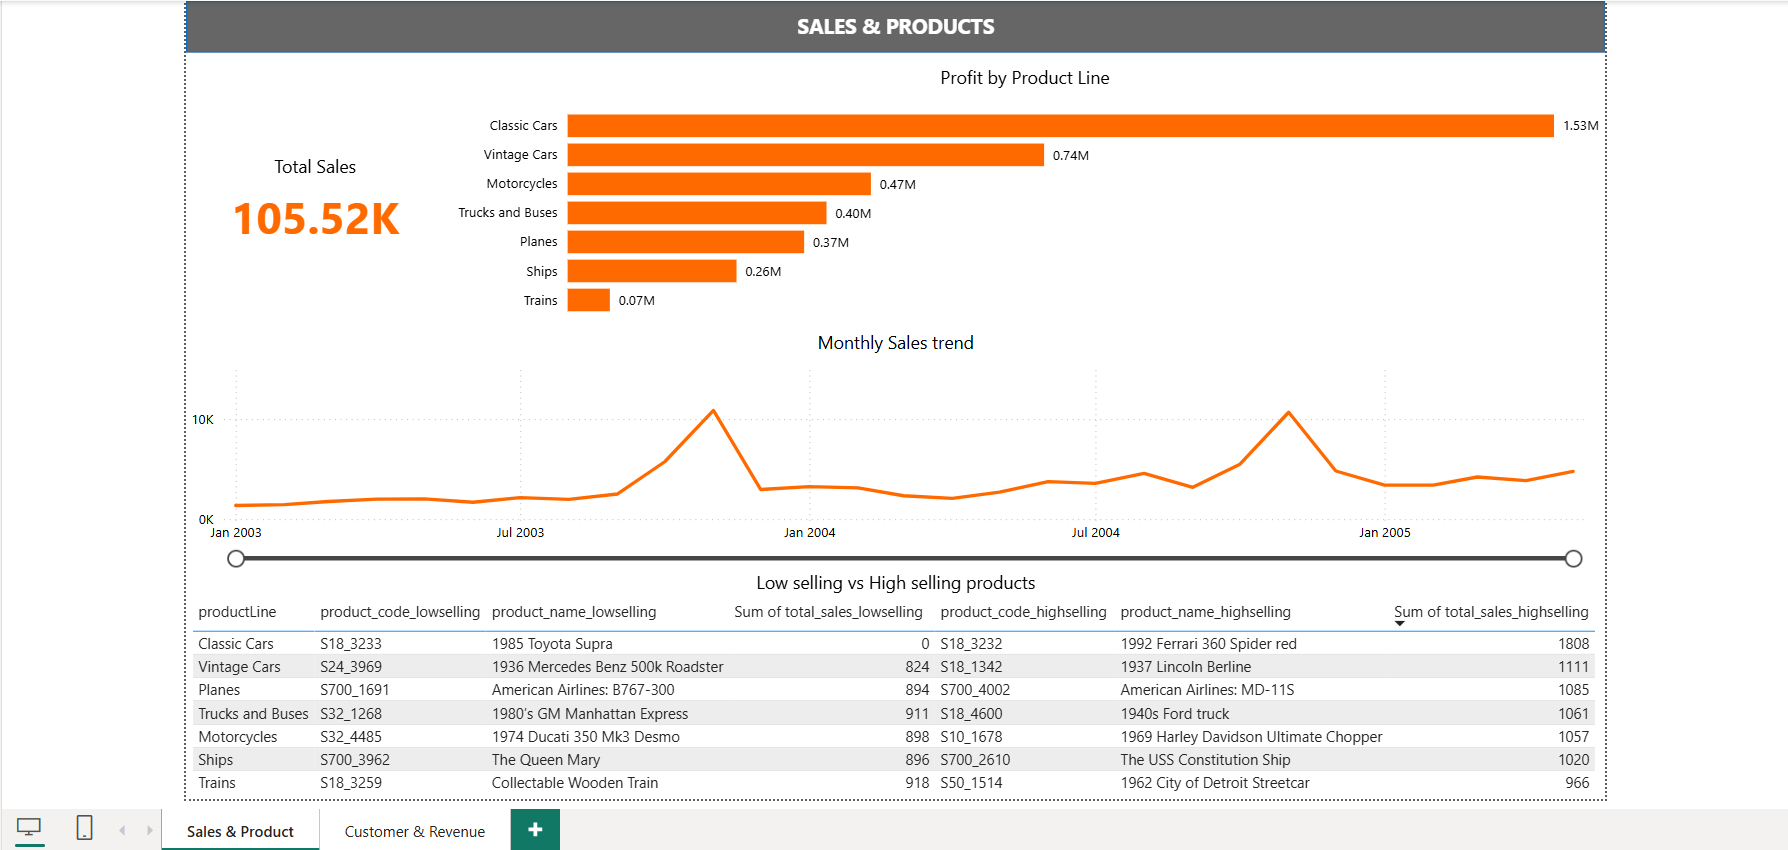 SALES & PRODUCTS
Profit by Product Line
Total Sales
105.52K
Classic Cars 1.53M
Vintage Cars 0.74M
Motorcycles 0.47M
Trucks and Buses 0.40M
Planes 0.37M
Ships 0.26M
Trains 0.07M
Monthly Sales trend
10K
0K
Jan 2003 Jul 2003 Jan 2004 Jul 2004 Jan 2005
Low selling vs High selling products
productLine product_code_lowselling product_name_lowselling Sum of total_sales_lowselling product_code_highselling product_name_highselling Sum of total_sales_highselling
Classic Cars S18_3233 1985 Toyota Supra 0 S18_3232 1992 Ferrari 360 Spider red 1808
Vintage Cars S24_3969 1936 Mercedes Benz 500k Roadster 824 S18_1342 1937 Lincoln Berline 1111
Planes S700_1691 American Airlines: B767-300 894 S700_4002 American Airlines: MD-11S 1085
Trucks and Buses S32_1268 1980's GM Manhattan Express 911 S18_4600 1940s Ford truck 1061
Motorcycles S32_4485 1974 Ducati 350 Mk3 Desmo 898 S10_1678 1969 Harley Davidson Ultimate Chopper 1057
Ships S700_3962 The Queen Mary 896 S700_2610 The USS Constitution Ship 1020
Trains S18_3259 Collectable Wooden Train 918 S50_1514 1962 City of Detroit Streetcar 966
Sales & Product Customer & Revenue +